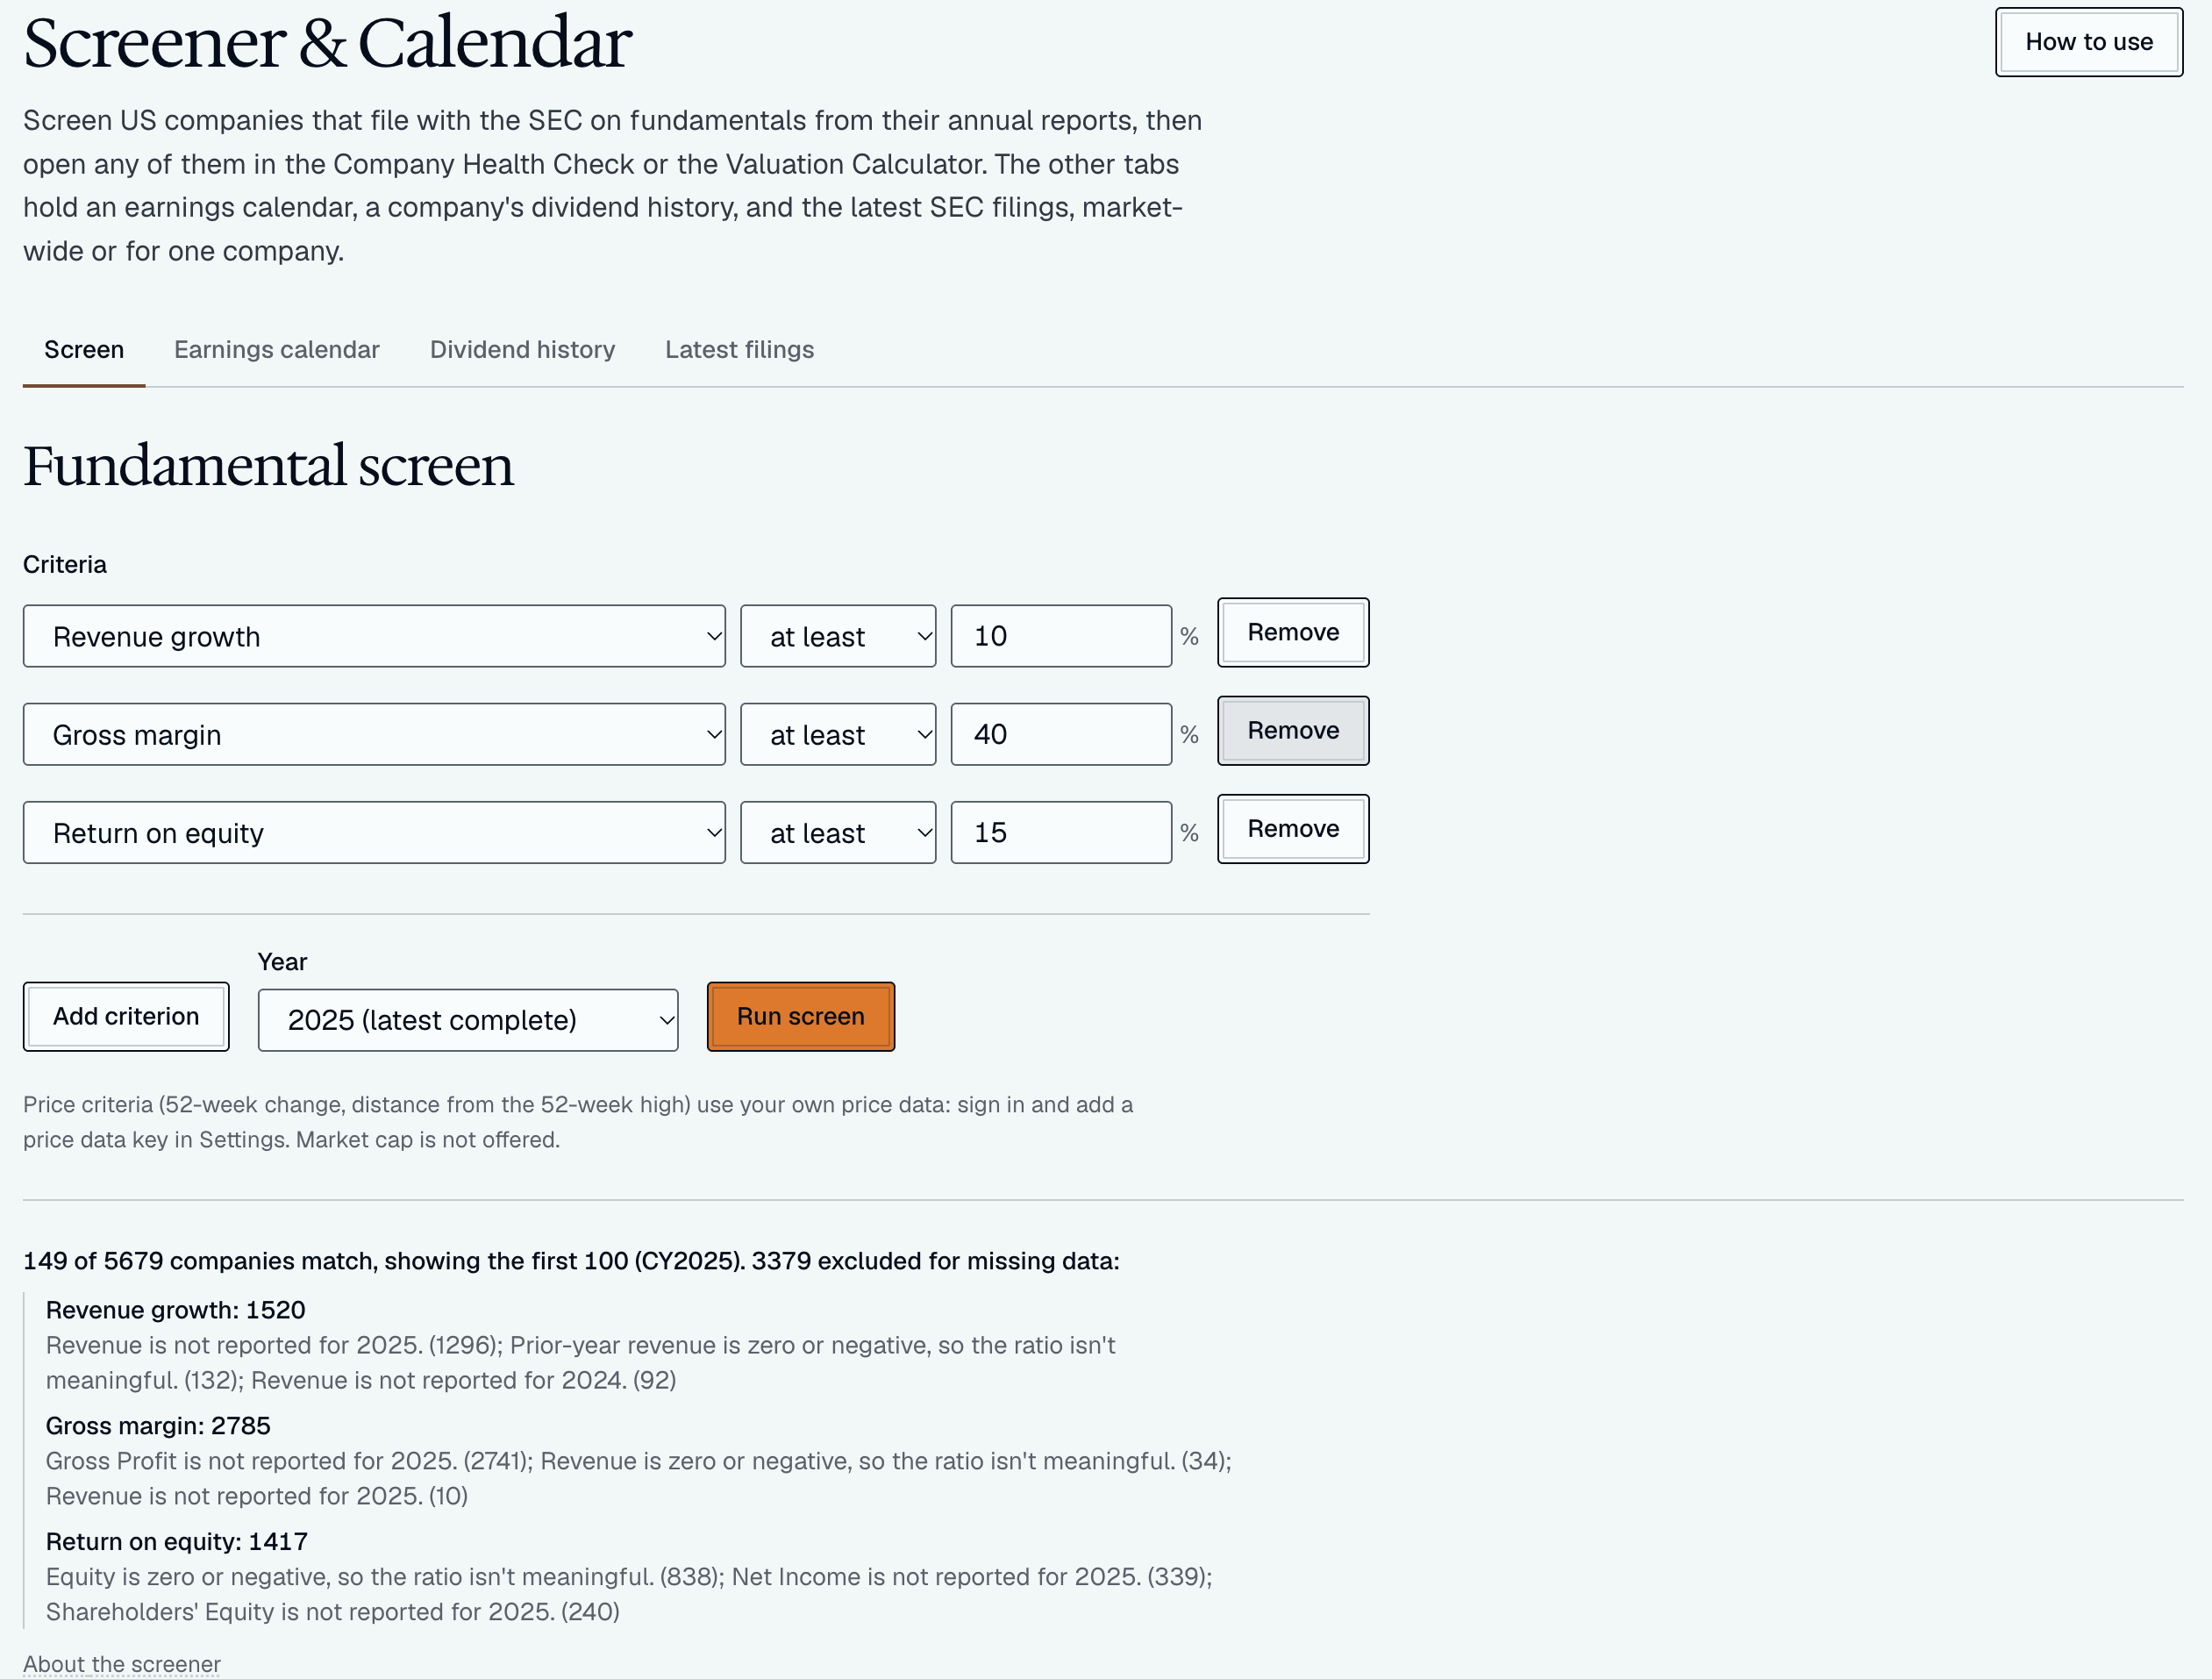 Screener & Calendar
How to use
Screen US companies that file with the SEC on fundamentals from their annual reports, then
open any of them in the Company Health Check or the Valuation Calculator. The other tabs
hold an earnings calendar, a company's dividend history, and the latest SEC filings, market-
wide or for one company.
Screen Earnings calendar Dividend history Latest filings
Fundamental screen
Criteria
Revenue growth at least 10 % Remove
Gross margin at least 40 % Remove
Return on equity at least 15 % Remove
Year
Add criterion 2025 (latest complete) Run screen
Price criteria (52-week change, distance from the 52-week high) use your own price data: sign in and add a
price data key in Settings. Market cap is not offered.
149 of 5679 companies match, showing the first 100 (CY2025). 3379 excluded for missing data:
Revenue growth: 1520
Revenue is not reported for 2025. (1296); Prior-year revenue is zero or negative, so the ratio isn't
meaningful. (132); Revenue is not reported for 2024. (92)
Gross margin: 2785
Gross Profit is not reported for 2025. (2741); Revenue is zero or negative, so the ratio isn't meaningful. (34);
Revenue is not reported for 2025. (10)
Return on equity: 1417
Equity is zero or negative, so the ratio isn't meaningful. (838); Net Income is not reported for 2025. (339);
Shareholders' Equity is not reported for 2025. (240)
About the screener